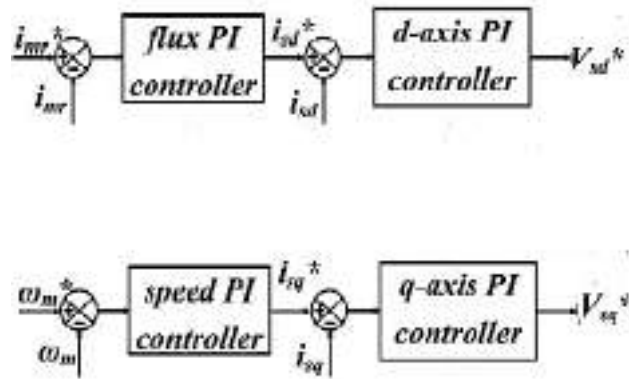 i_mr* flux PI controller i_sd* d-axis PI controller V_sd*
i_mr i_sd
ω_m* speed PI controller i_sq* q-axis PI controller V_sq*
ω_m i_sq